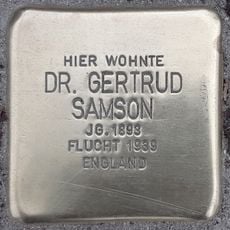 HIER WOHNTE
DR. GERTRUD
SAMSON
JG. 1893
FLUCHT 1939
ENGLAND